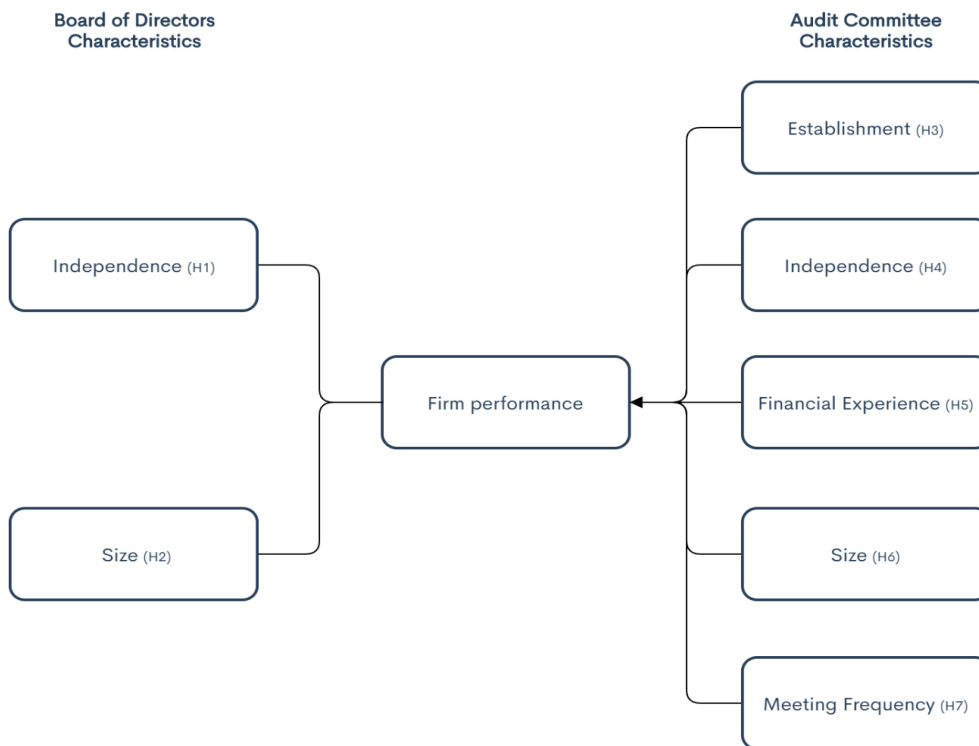 Board of Directors
Characteristics
Audit Committee
Characteristics
Establishment (H3)
Independence (H1)
Independence (H4)
Firm performance
Financial Experience (H5)
Size (H2)
Size (H6)
Meeting Frequency (H7)